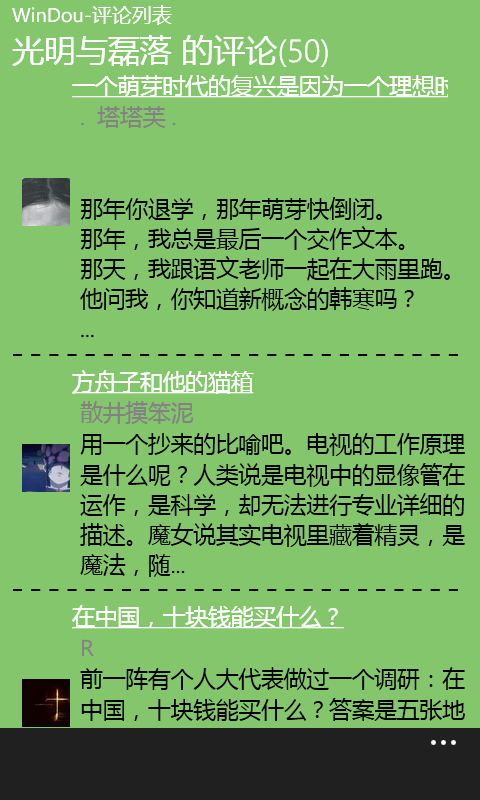 WinDou-评论列表
光明与磊落 的评论(50)
一个萌芽时代的复兴是因为一个理想时
. 塔塔芙 .
那年你退学，那年萌芽快倒闭。
那年，我总是最后一个交作文本。
那天，我跟语文老师一起在大雨里跑。
他问我，你知道新概念的韩寒吗？
...
方舟子和他的猫箱
散井摸笨泥
用一个抄来的比喻吧。电视的工作原理
是什么呢？人类说是电视中的显像管在
运作，是科学，却无法进行专业详细的
描述。魔女说其实电视里藏着精灵，是
魔法，随...
在中国，十块钱能买什么？
R
前一阵有个人大代表做过一个调研：在
中国，十块钱能买什么？答案是五张地